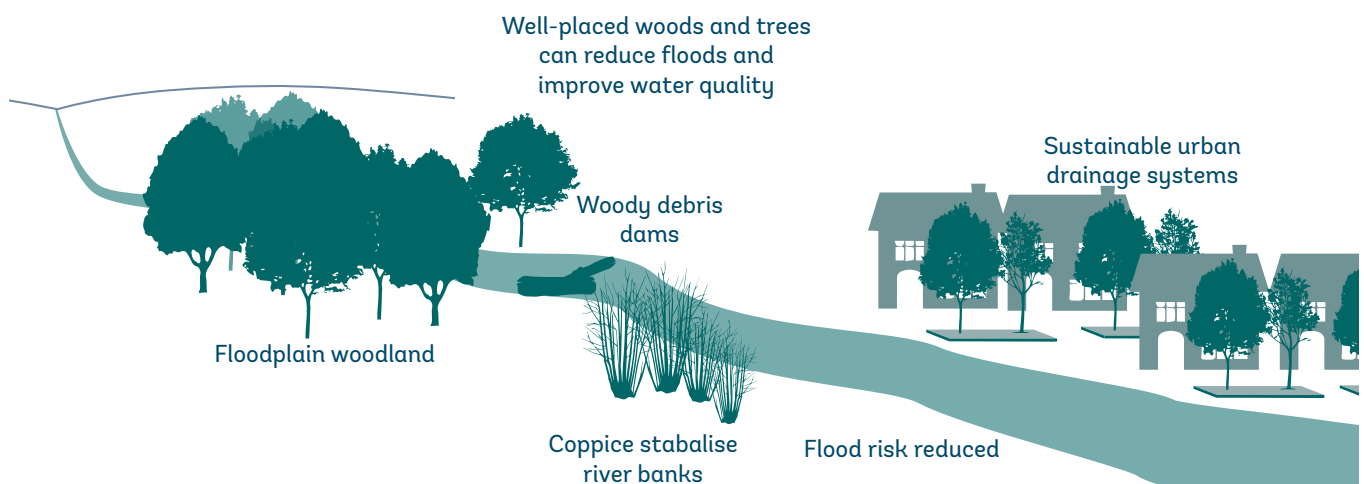 Well-placed woods and trees
can reduce floods and
improve water quality
Sustainable urban
drainage systems
Woody debris
dams
Floodplain woodland
Coppice stabalise
river banks
Flood risk reduced